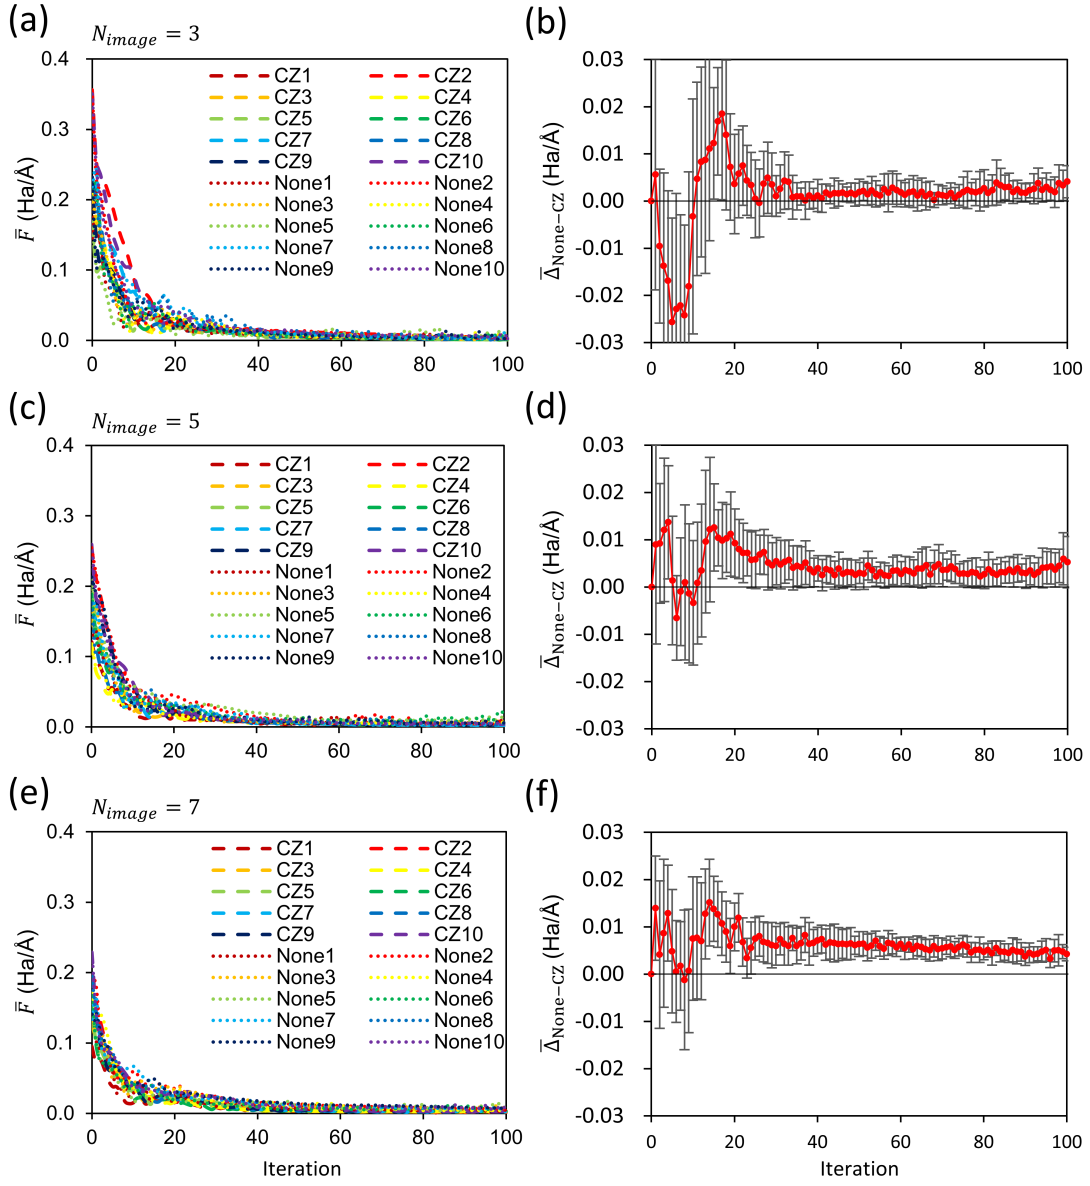 (a)
N_image = 3
0.4
0.3
0.2
0.1
0.0
F̅ (Ha/Å)
CZ1 CZ2
CZ3 CZ4
CZ5 CZ6
CZ7 CZ8
CZ9 CZ10
None1 None2
None3 None4
None5 None6
None7 None8
None9 None10
0 20 40 60 80 100
(b)
0.03
0.02
0.01
0.00
-0.01
-0.02
-0.03
Δ̅None−CZ (Ha/Å)
0 20 40 60 80 100
(c)
N_image = 5
0.4
0.3
0.2
0.1
0.0
F̅ (Ha/Å)
CZ1 CZ2
CZ3 CZ4
CZ5 CZ6
CZ7 CZ8
CZ9 CZ10
None1 None2
None3 None4
None5 None6
None7 None8
None9 None10
0 20 40 60 80 100
(d)
0.03
0.02
0.01
0.00
-0.01
-0.02
-0.03
Δ̅None−CZ (Ha/Å)
0 20 40 60 80 100
(e)
N_image = 7
0.4
0.3
0.2
0.1
0.0
F̅ (Ha/Å)
CZ1 CZ2
CZ3 CZ4
CZ5 CZ6
CZ7 CZ8
CZ9 CZ10
None1 None2
None3 None4
None5 None6
None7 None8
None9 None10
0 20 40 60 80 100
Iteration
(f)
0.03
0.02
0.01
0.00
-0.01
-0.02
-0.03
Δ̅None−CZ (Ha/Å)
0 20 40 60 80 100
Iteration